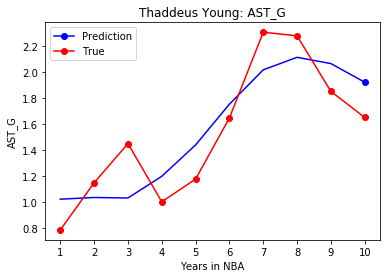 Thaddeus Young: AST_G
Prediction
True
2.2
2.0
1.8
1.6
1.4
1.2
1.0
0.8
AST_G
1 2 3 4 5 6 7 8 9 10
Years in NBA